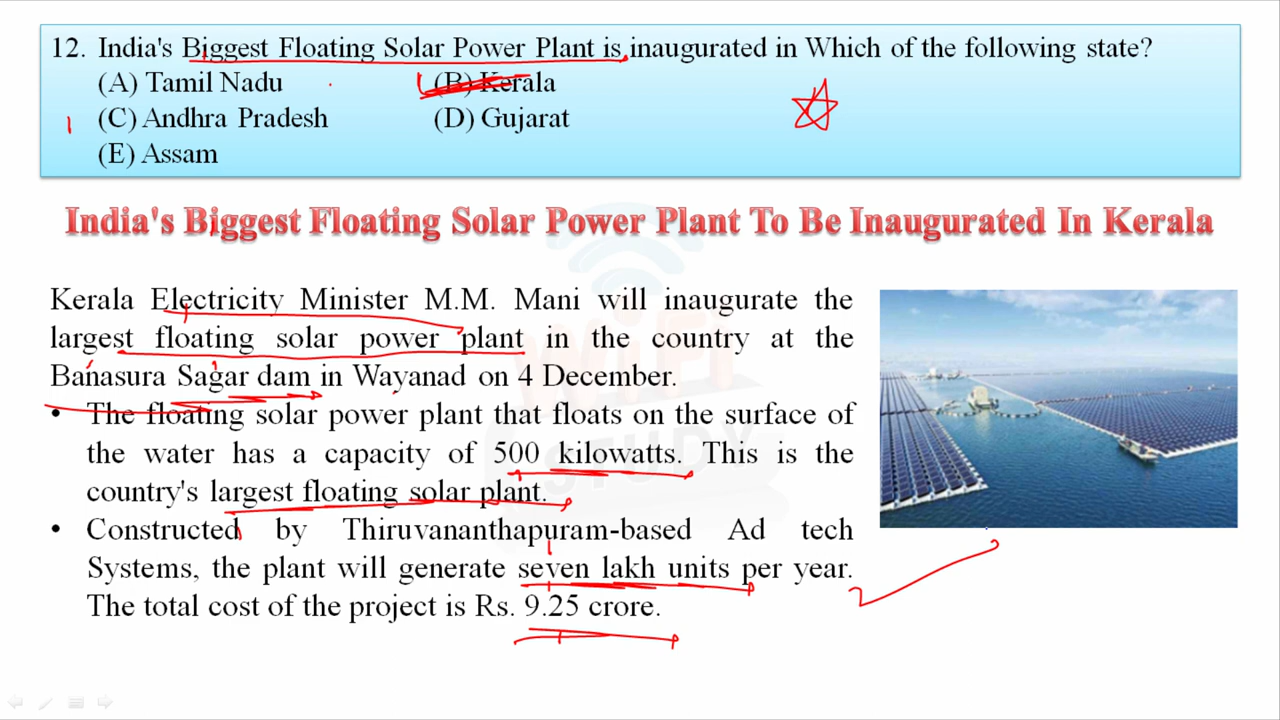 12. India's Biggest Floating Solar Power Plant is inaugurated in Which of the following state?
(A) Tamil Nadu (B) Kerala
(C) Andhra Pradesh (D) Gujarat
(E) Assam
India's Biggest Floating Solar Power Plant To Be Inaugurated In Kerala
Kerala Electricity Minister M.M. Mani will inaugurate the
largest floating solar power plant in the country at the
Banasura Sagar dam in Wayanad on 4 December.
• The floating solar power plant that floats on the surface of
the water has a capacity of 500 kilowatts. This is the
country's largest floating solar plant.
• Constructed by Thiruvananthapuram-based Ad tech
Systems, the plant will generate seven lakh units per year.
The total cost of the project is Rs. 9.25 crore.
WiFi
STUDY